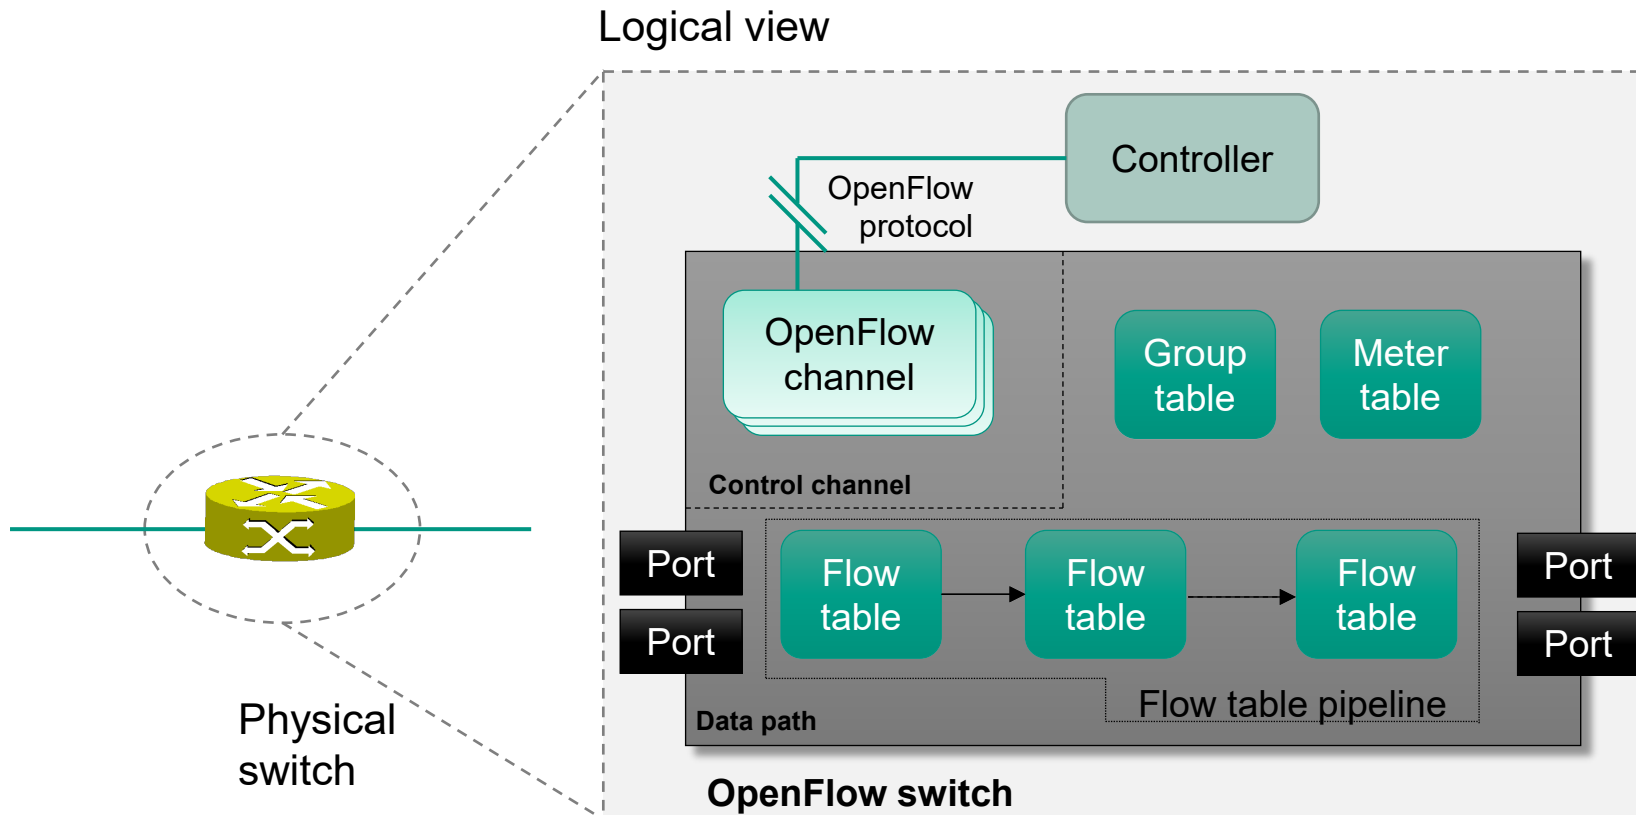 Logical view
Controller
OpenFlow
protocol
OpenFlow
channel
Group
table
Meter
table
Control channel
Port
Port
Flow
table
Flow
table
Flow
table
Port
Port
Flow table pipeline
Data path
Physical
switch
OpenFlow switch